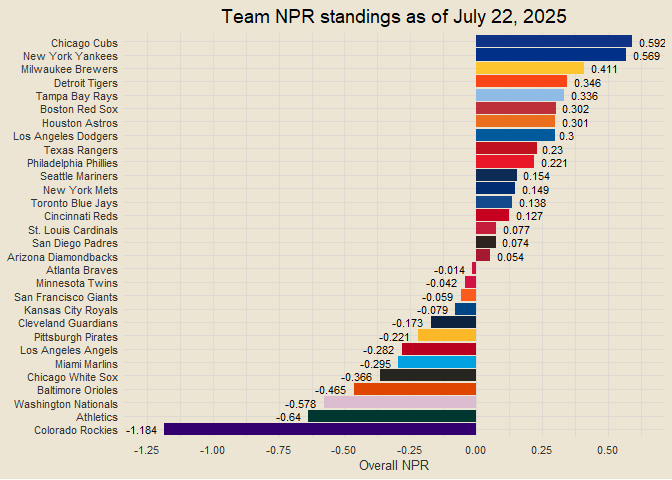 Team NPR standings as of July 22, 2025
Chicago Cubs 0.592
New York Yankees 0.569
Milwaukee Brewers 0.411
Detroit Tigers 0.346
Tampa Bay Rays 0.336
Boston Red Sox 0.302
Houston Astros 0.301
Los Angeles Dodgers 0.3
Texas Rangers 0.23
Philadelphia Phillies 0.221
Seattle Mariners 0.154
New York Mets 0.149
Toronto Blue Jays 0.138
Cincinnati Reds 0.127
St. Louis Cardinals 0.077
San Diego Padres 0.074
Arizona Diamondbacks 0.054
Atlanta Braves -0.014
Minnesota Twins -0.042
San Francisco Giants -0.059
Kansas City Royals -0.079
Cleveland Guardians -0.173
Pittsburgh Pirates -0.221
Los Angeles Angels -0.282
Miami Marlins -0.295
Chicago White Sox -0.366
Baltimore Orioles -0.465
Washington Nationals -0.578
Athletics -0.64
Colorado Rockies -1.184
-1.25 -1.00 -0.75 -0.50 -0.25 0.00 0.25 0.50
Overall NPR